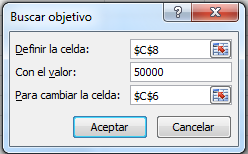 Buscar objetivo
Definir la celda: $C$8
Con el valor: 50000
Para cambiar la celda: $C$6
Aceptar Cancelar